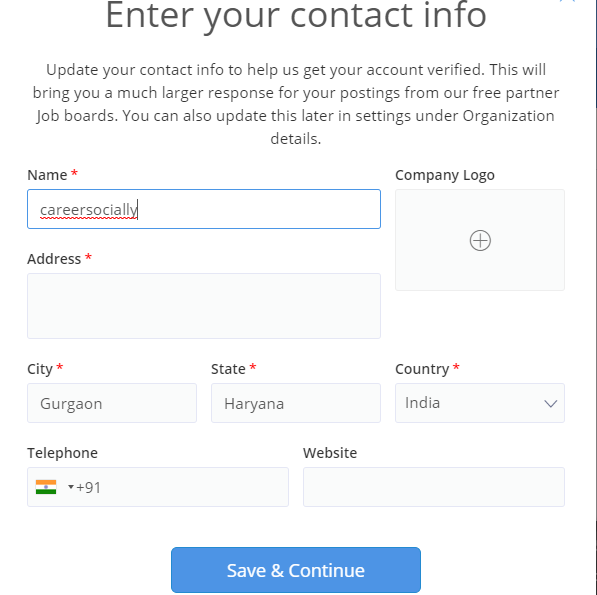 Enter your contact info
Update your contact info to help us get your account verified. This will
bring you a much larger response for your postings from our free partner
Job boards. You can also update this later in settings under Organization
details.
Name *
Company Logo
careersocially
Address *
City *
State *
Country *
Gurgaon
Haryana
India
Telephone
Website
+91
Save & Continue